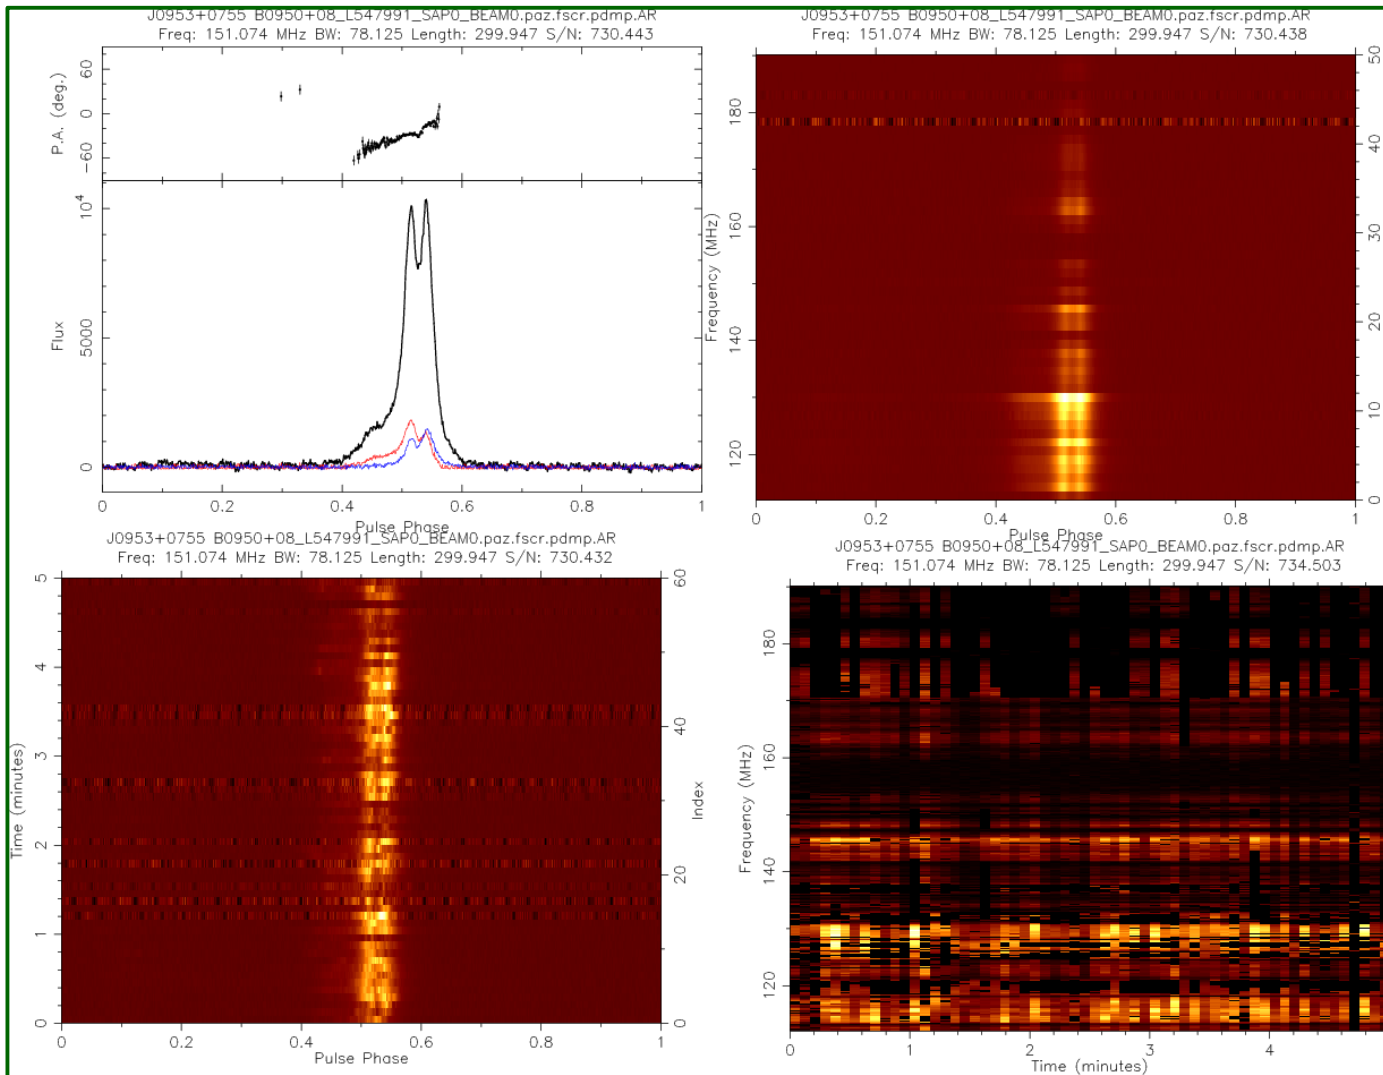 J0953+0755 B0950+08_L547991_SAP0_BEAM0.paz.fscr.pdmp.AR
Freq: 151.074 MHz BW: 78.125 Length: 299.947 S/N: 730.443
P.A. (deg.)
60
0
−60
Flux
10^4
5000
0
0 0.2 0.4 0.6 0.8 1
Pulse Phase
J0953+0755 B0950+08_L547991_SAP0_BEAM0.paz.fscr.pdmp.AR
Freq: 151.074 MHz BW: 78.125 Length: 299.947 S/N: 730.438
Frequency (MHz)
180
160
140
120
50
40
30
20
10
0
0 0.2 0.4 0.6 0.8 1
Pulse Phase
J0953+0755 B0950+08_L547991_SAP0_BEAM0.paz.fscr.pdmp.AR
Freq: 151.074 MHz BW: 78.125 Length: 299.947 S/N: 730.432
Time (minutes)
5
4
3
2
1
0
60
40
20
0
Index
0 0.2 0.4 0.6 0.8 1
Pulse Phase
J0953+0755 B0950+08_L547991_SAP0_BEAM0.paz.fscr.pdmp.AR
Freq: 151.074 MHz BW: 78.125 Length: 299.947 S/N: 734.503
Frequency (MHz)
180
160
140
120
0 1 2 3 4
Time (minutes)